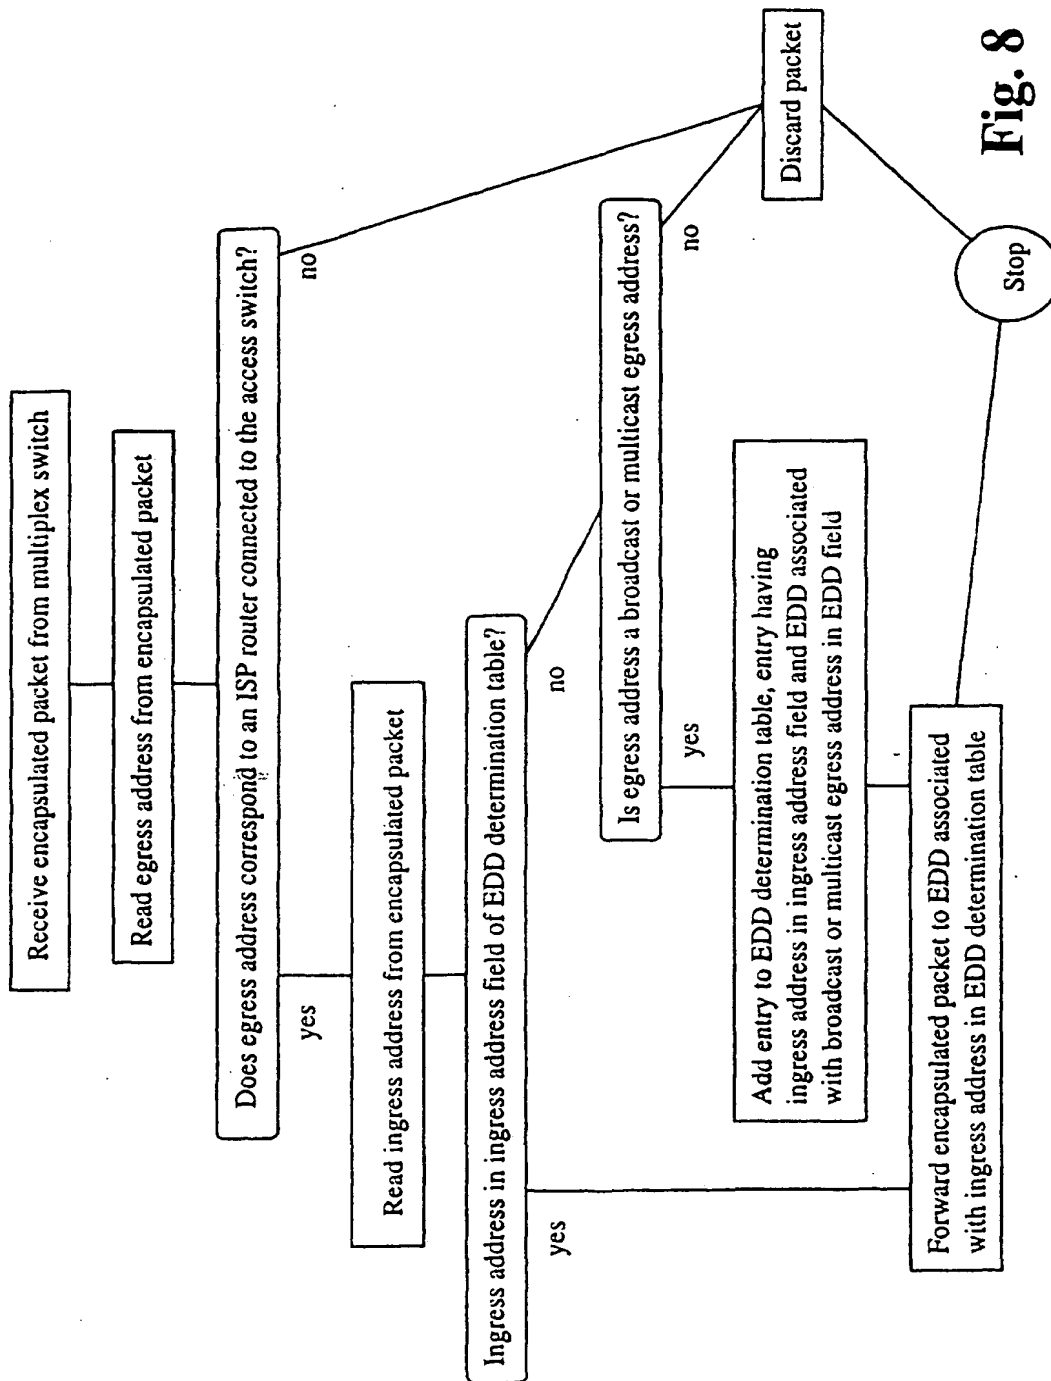 Receive encapsulated packet from multiplex switch
Read egress address from encapsulated packet
Does egress address correspond to an ISP router connected to the access switch?
yes
no
Read ingress address from encapsulated packet
Ingress address in ingress address field of EDD determination table?
yes
no
Is egress address a broadcast or multicast egress address?
yes
no
Add entry to EDD determination table, entry having
ingress address in ingress address field and EDD associated
with broadcast or multicast egress address in EDD field
Discard packet
Forward encapsulated packet to EDD associated
with ingress address in EDD determination table
Stop
Fig. 8